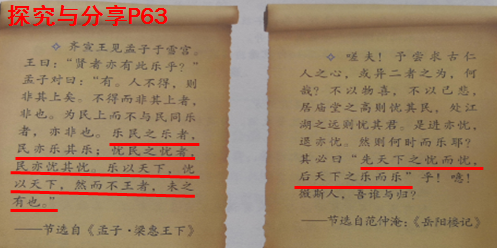 探究与分享P63
齐宣王见孟子于雪宫。
王曰：“贤者亦有此乐乎？”
孟子对曰：“有。人不得，则
非其上矣。不得而非其上者，
非也。为民上而不与民同乐
者，亦非也。乐民之乐者，
民亦乐其乐；忧民之忧者，
民亦忧其忧。乐以天下，忧
以天下，然而不王者，未之
有也。”
——节选自《孟子·梁惠王下》
嗟夫！予尝求古仁
人之心，或异二者之为，何
哉？不以物喜，不以己悲，
居庙堂之高则忧其民，处江
湖之远则忧其君。是进亦忧，
退亦忧。然则何时而乐耶？
其必曰“先天下之忧而忧，
后天下之乐而乐”乎！噫！
微斯人，吾谁与归？
——节选自范仲淹：《岳阳楼记》